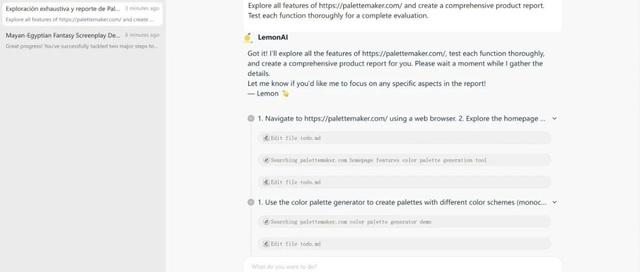 Exploración exhaustiva y reporte de Pal...
3 minutes ago
Explore all features of https://palettemaker.com/ and create ...
Mayan-Egyptian Fantasy Screenplay De...
8 minutes ago
Great progress! You've successfully tackled two major steps to...
Explore all features of https://palettemaker.com/ and create a comprehensive product report.
Test each function thoroughly for a complete evaluation.
LemonAI
Got it! I'll explore all the features of https://palettemaker.com/, test each function thoroughly,
and create a comprehensive product report for you. Please wait a moment while I gather the
details.
Let me know if you'd like me to focus on any specific aspects in the report!
— Lemon 🍋
1. Navigate to https://palettemaker.com/ using a web browser. 2. Explore the homepage ...
Edit file todo.md
Searching palettemaker.com homepage features color palette generation tool
Edit file todo.md
1. Use the color palette generator to create palettes with different color schemes (monoc...
Searching palettemaker.com color palette generator demo
Edit file todo.md
What do you want to do?